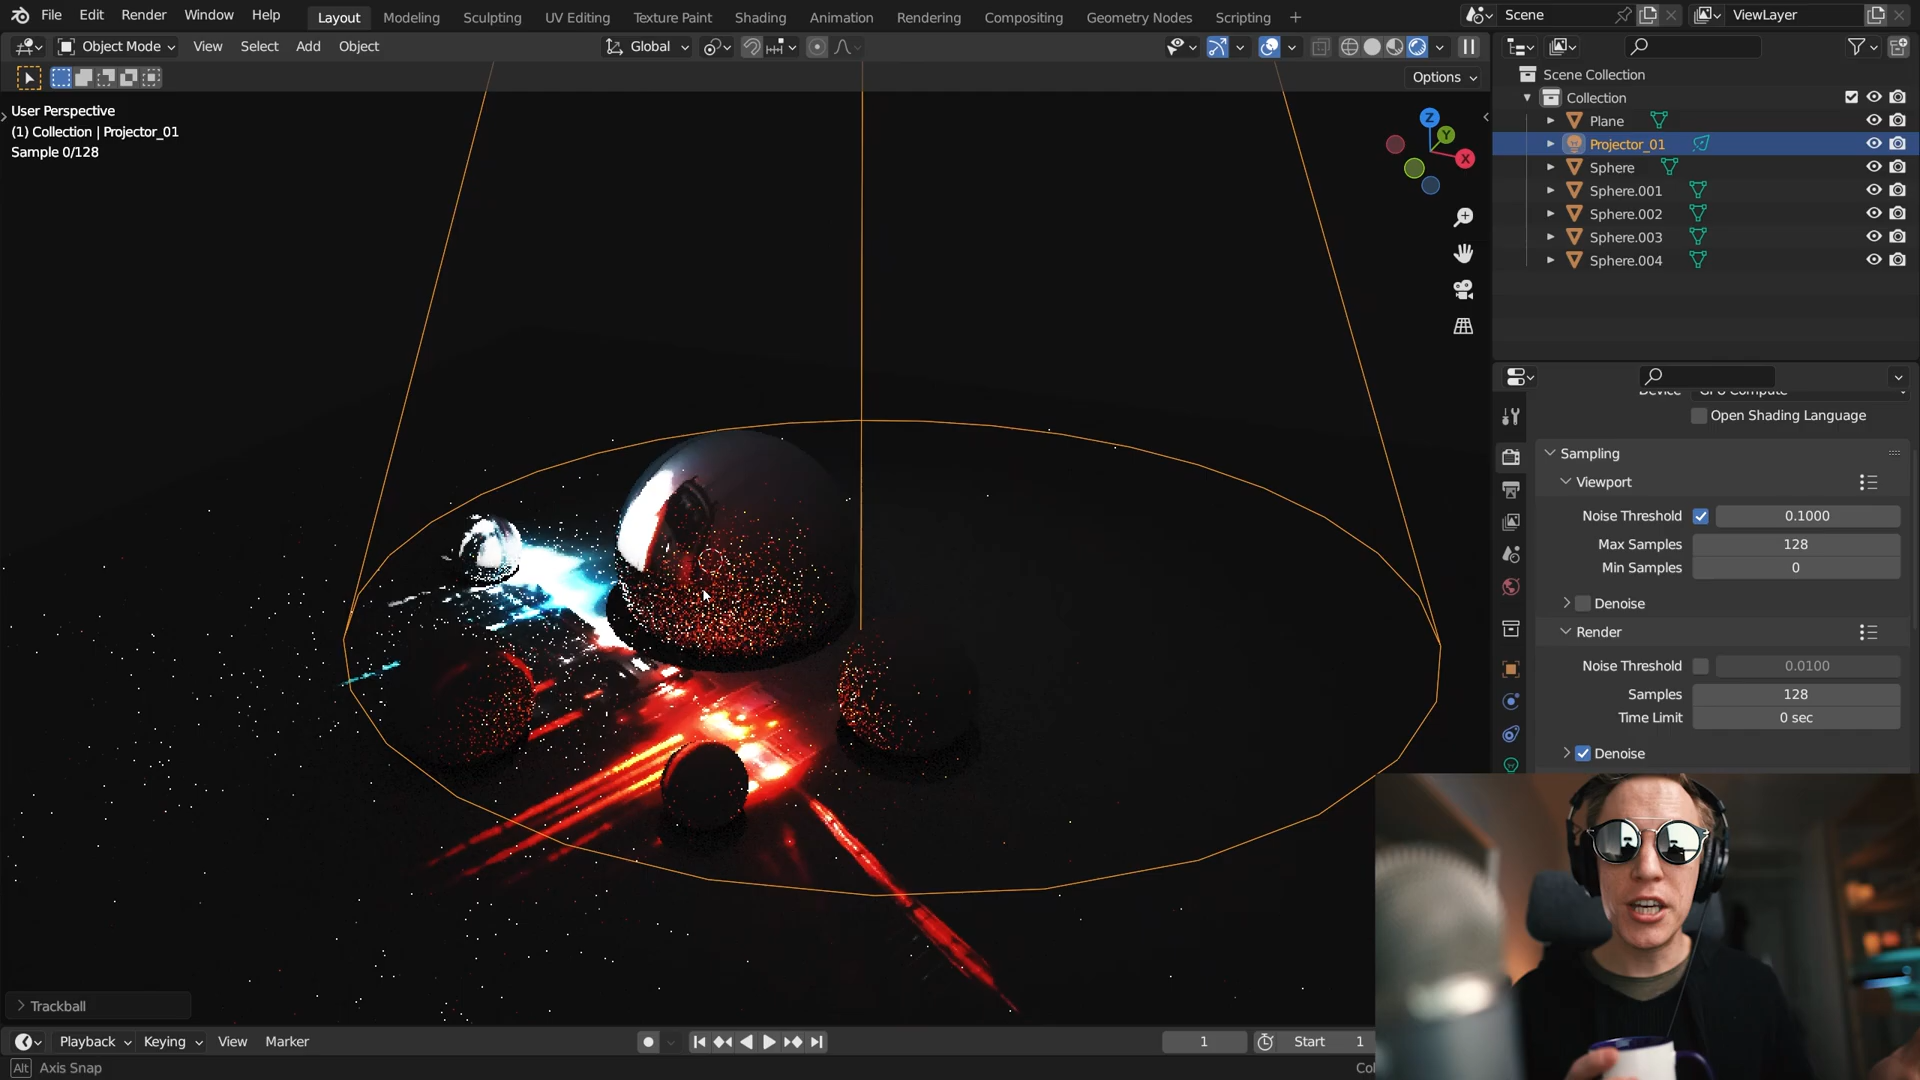 File Edit Render Window Help Layout Modeling Sculpting UV Editing Texture Paint Shading Animation Rendering Compositing Geometry Nodes Scripting + Scene ViewLayer
Object Mode View Select Add Object Global
Options
User Perspective
(1) Collection | Projector_01
Sample 0/128
Z
Y
X
Scene Collection
Collection
Plane
Projector_01
Sphere
Sphere.001
Sphere.002
Sphere.003
Sphere.004
Open Shading Language
Sampling
Viewport
Noise Threshold 0.1000
Max Samples 128
Min Samples 0
Denoise
Render
Noise Threshold 0.0100
Samples 128
Time Limit 0 sec
Denoise
Trackball
Playback Keying View Marker 1 Start 1
Alt Axis Snap